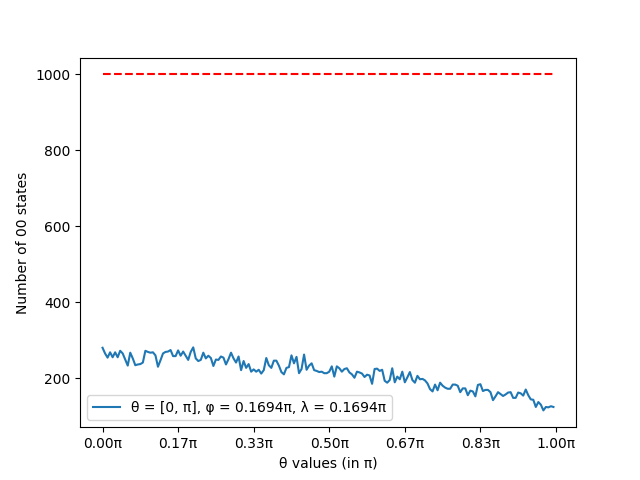 1000
800
600
400
200
Number of 00 states
θ = [0, π], φ = 0.1694π, λ = 0.1694π
0.00π 0.17π 0.33π 0.50π 0.67π 0.83π 1.00π
θ values (in π)